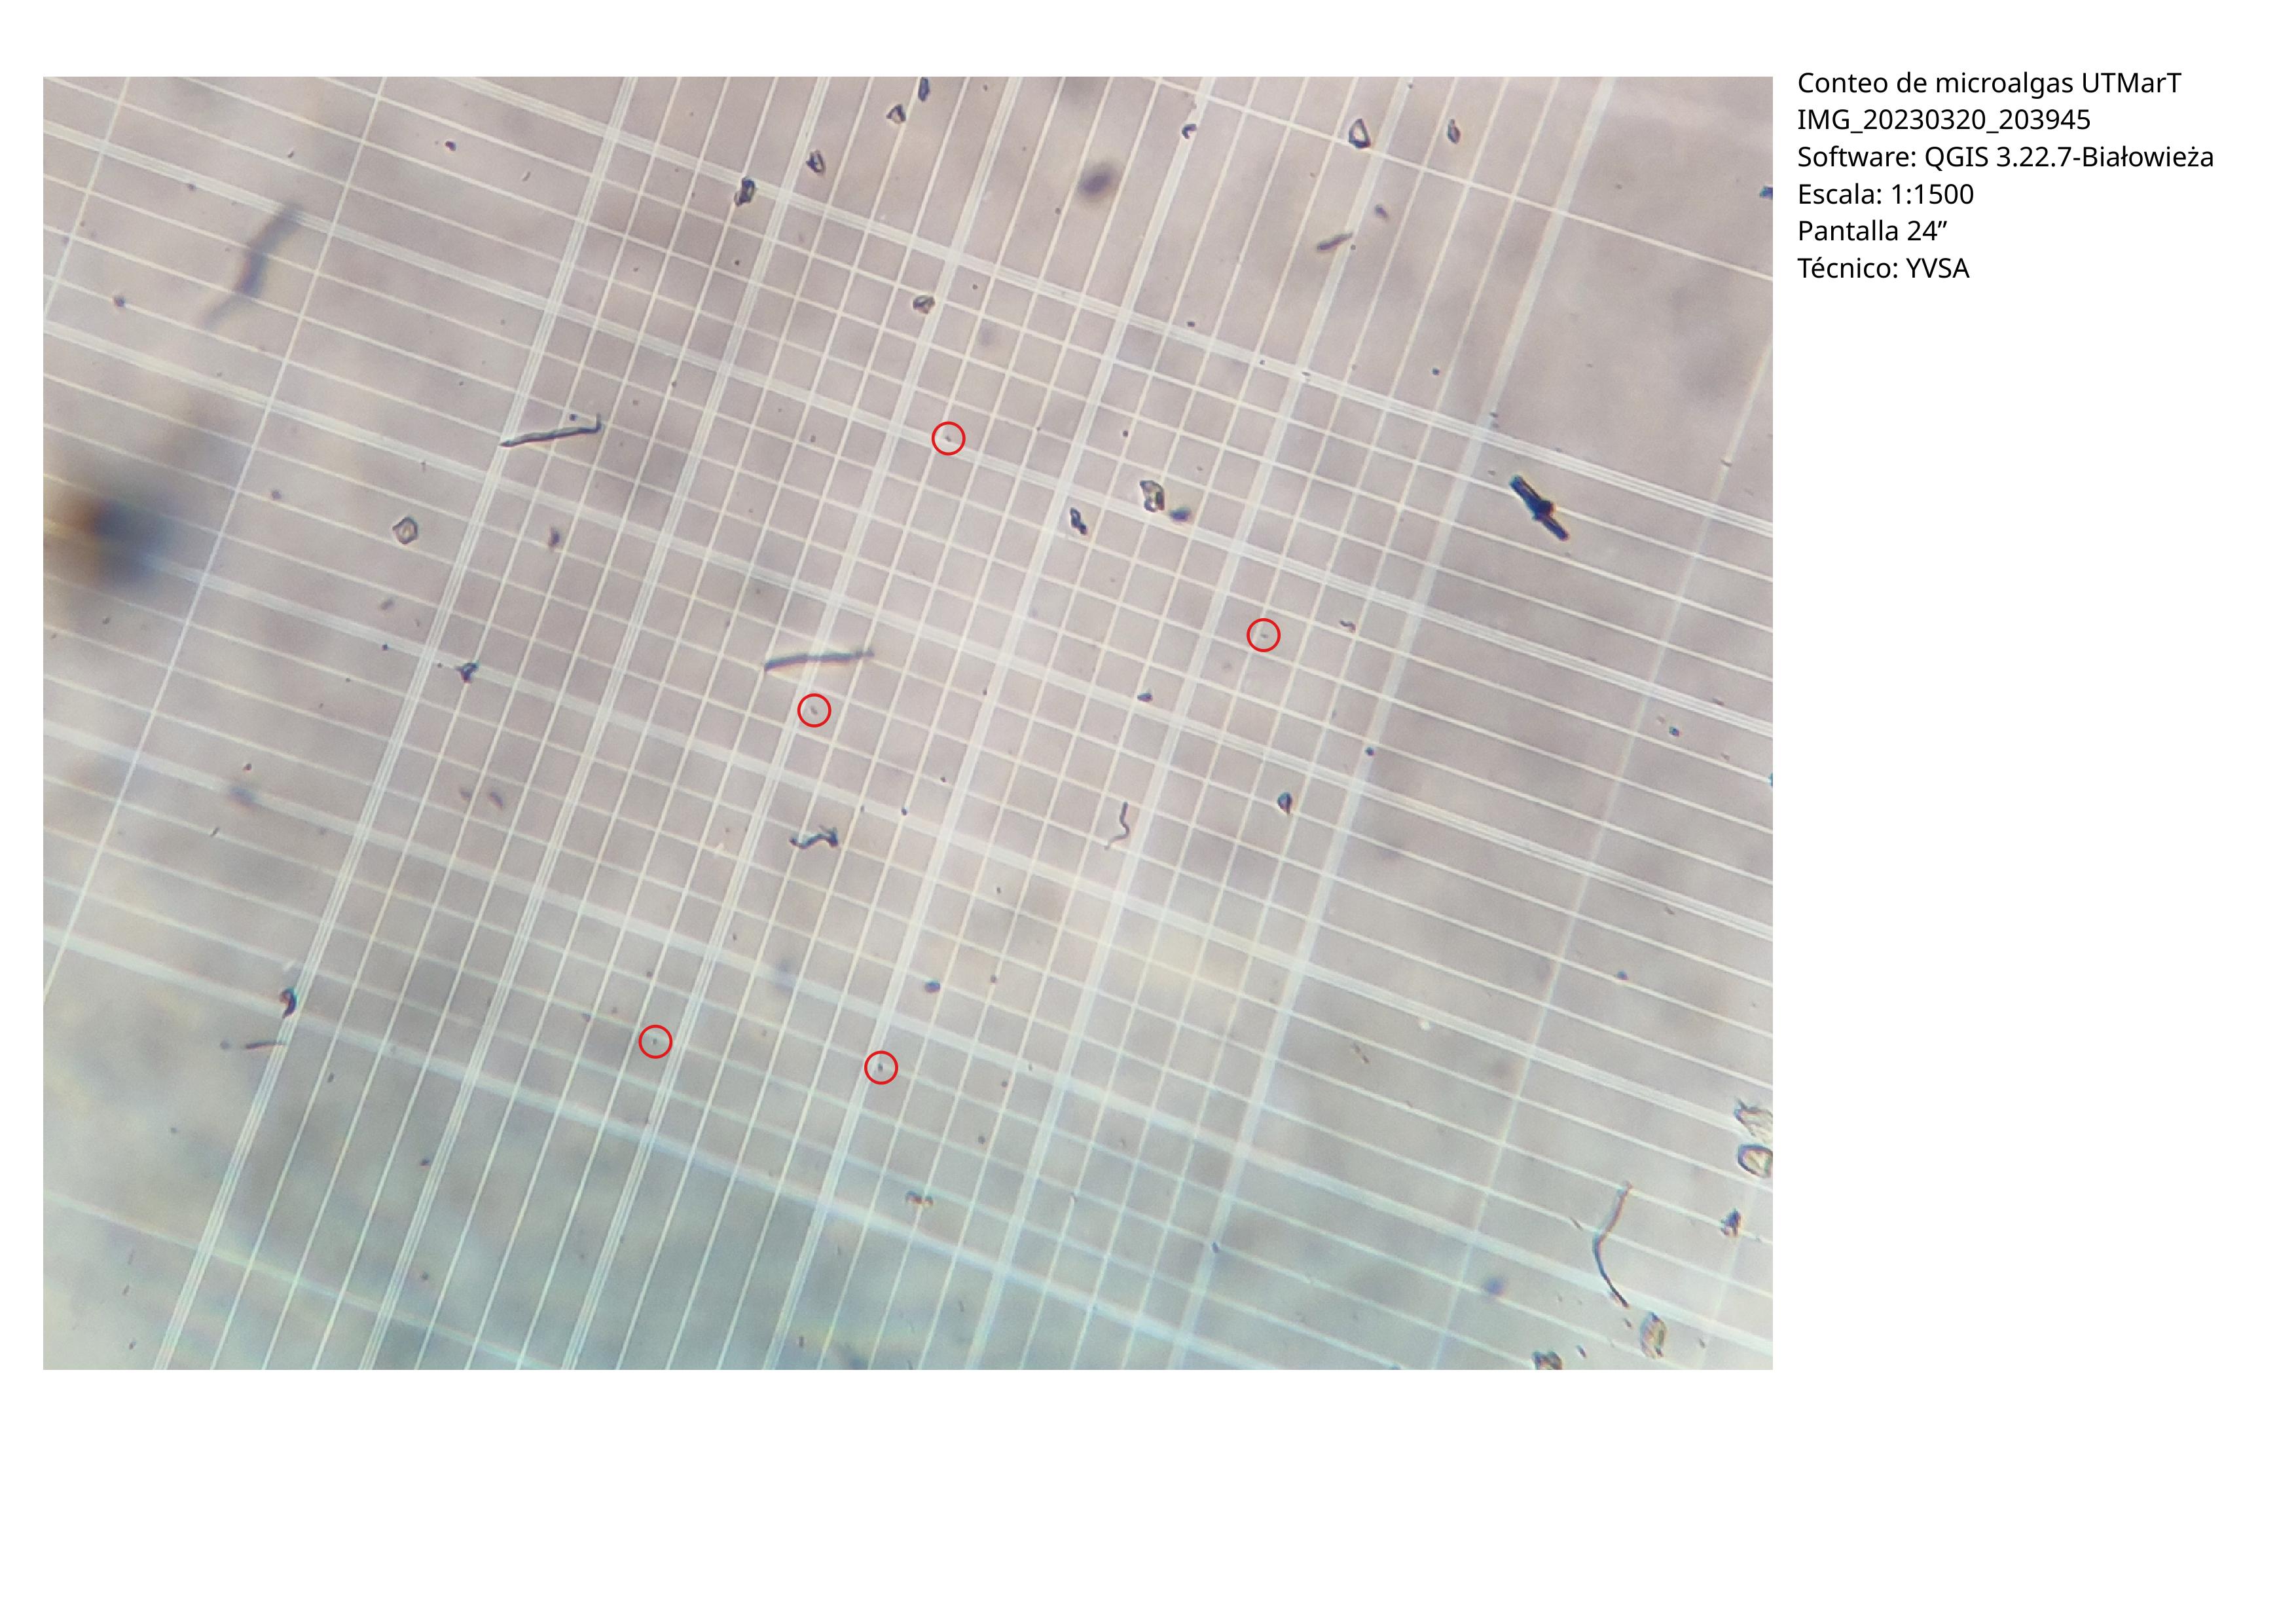 Conteo de microalgas UTMarT
IMG_20230320_203945
Software: QGIS 3.22.7-Białowieża
Escala: 1:1500
Pantalla 24”
Técnico: YVSA